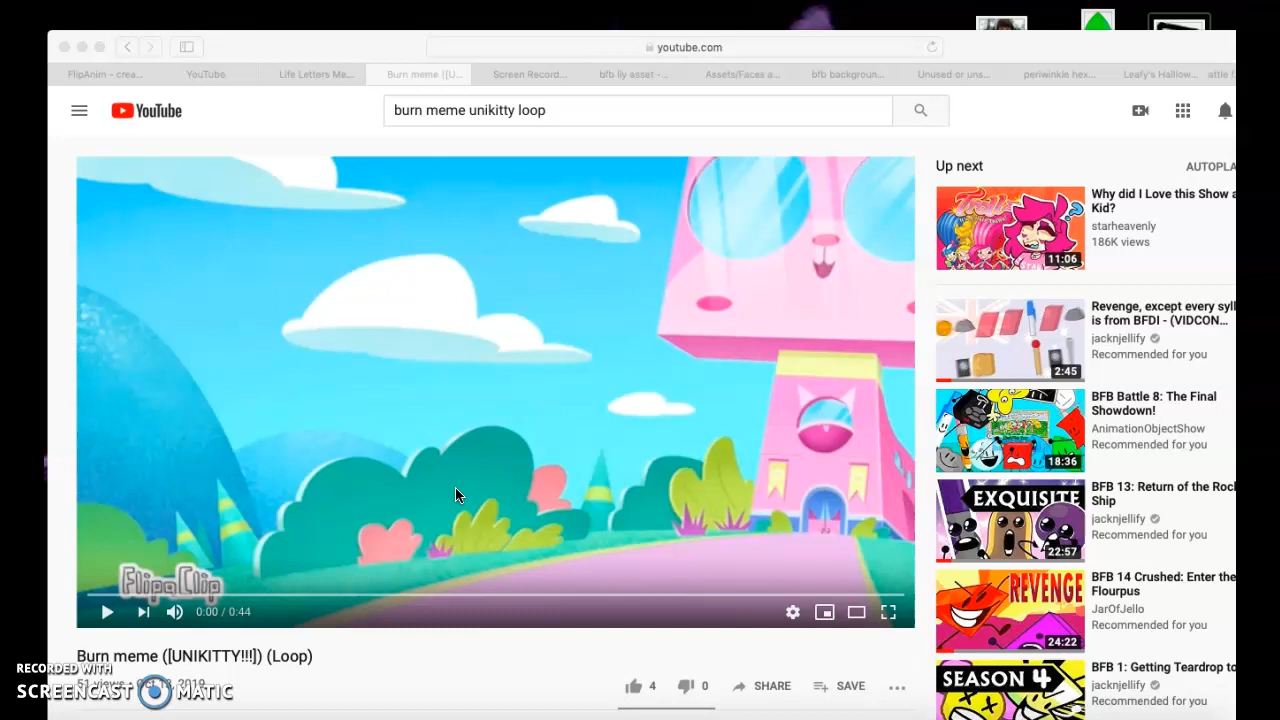 youtube.com
FlipAnim - crea...
YouTube
Life Letters Me...
Burn meme ([U...
Screen Record...
bfb liy asset -...
Assets/Faces a...
bfb backgroun...
Unused or uns...
periwinkle hex...
Leafy's Hallow...
YouTube
burn meme unikitty loop
FlipaClip
0:00 / 0:44
Burn meme ([UNIKITTY!!!]) (Loop)
4
0
SHARE
SAVE
Up next
AUTOPLA
Why did I Love this Show a
Kid?
starheavenly
186K views
11:06
Revenge, except every syll
is from BFDI - (VIDCON...
jacknjellify
Recommended for you
2:45
BFB Battle 8: The Final
Showdown!
AnimationObjectShow
Recommended for you
18:36
EXQUISITE
BFB 13: Return of the Rock
Ship
jacknjellify
Recommended for you
22:57
REVENGE
BFB 14 Crushed: Enter the
Flourpus
JarOfJello
Recommended for you
24:22
SEASON 4
BFB 1: Getting Teardrop to
jacknjellify
Recommended for you
RECORDED WITH
SCREENCAST MATIC